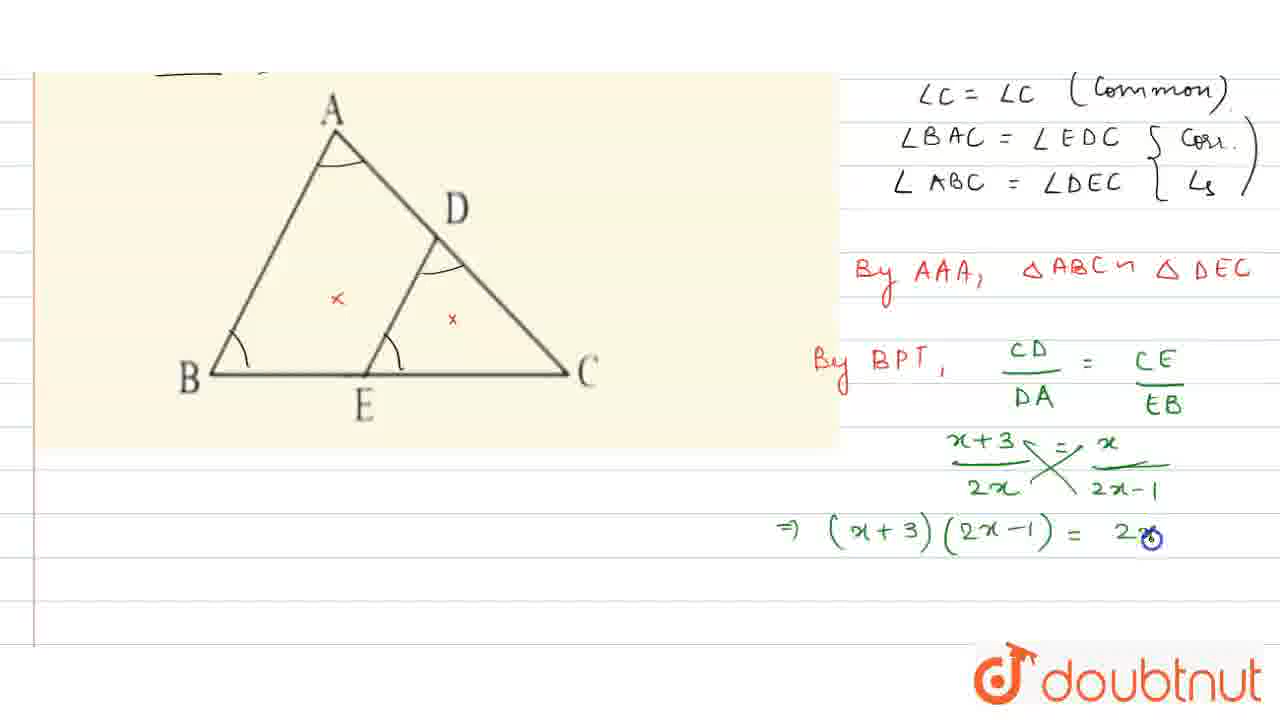 A
D
B
E
C
x
x
∠C = ∠C (Common)
∠BAC = ∠EDC { Corr.
∠ABC = ∠DEC { ∠s )
By AAA, △ABC ~ △DEC
By BPT, CD/DA = CE/EB
x+3/2x = x/2x-1
⇒ (x+3)(2x-1) = 2x
doubtnut